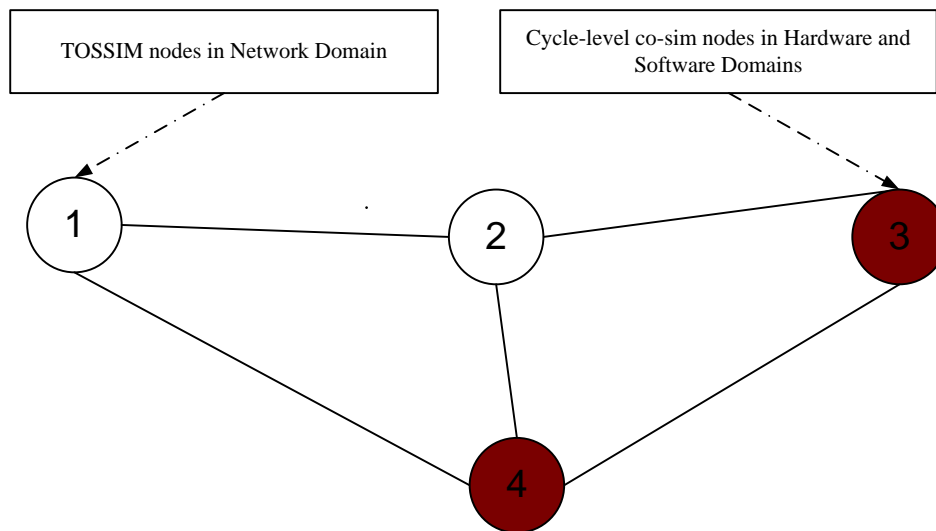 TOSSIM nodes in Network Domain
Cycle-level co-sim nodes in Hardware and
Software Domains
1
2
3
4